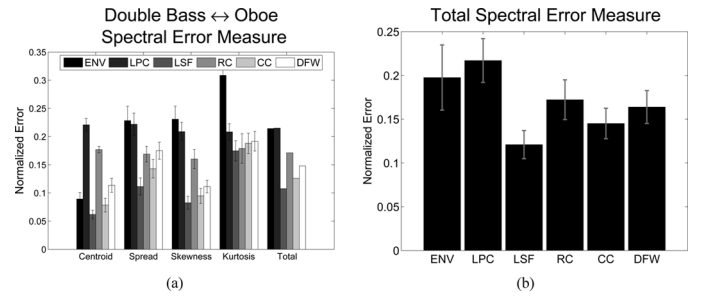 Double Bass ↔ Oboe
Spectral Error Measure
ENV LPC LSF RC CC DFW
Normalized Error
0.35
0.3
0.25
0.2
0.15
0.1
0.05
0
Centroid Spread Skewness Kurtosis Total
(a)
Total Spectral Error Measure
Normalized Error
0.25
0.2
0.15
0.1
0.05
0
ENV LPC LSF RC CC DFW
(b)